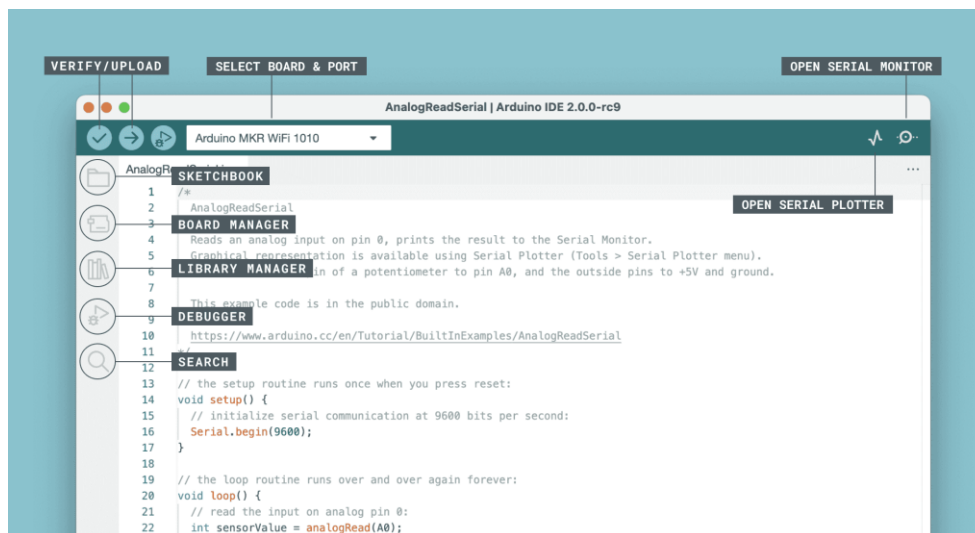 VERIFY/UPLOAD
SELECT BOARD & PORT
OPEN SERIAL MONITOR
AnalogReadSerial | Arduino IDE 2.0.0-rc9
Arduino MKR WiFi 1010
AnalogR
SKETCHBOOK
...
1 /*
2 AnalogReadSerial
OPEN SERIAL PLOTTER
3
BOARD MANAGER
4 Reads an analog input on pin 0, prints the result to the Serial Monitor.
5 Graphical representation is available using Serial Plotter (Tools > Serial Plotter menu).
LIBRARY MANAGER
6 in of a potentiometer to pin A0, and the outside pins to +5V and ground.
7
8 This example code is in the public domain.
DEBUGGER
9
10 https://www.arduino.cc/en/Tutorial/BuiltInExamples/AnalogReadSerial
11 */
SEARCH
12
13 // the setup routine runs once when you press reset:
14 void setup() {
15 // initialize serial communication at 9600 bits per second:
16 Serial.begin(9600);
17 }
18
19 // the loop routine runs over and over again forever:
20 void loop() {
21 // read the input on analog pin 0:
22 int sensorValue = analogRead(A0);